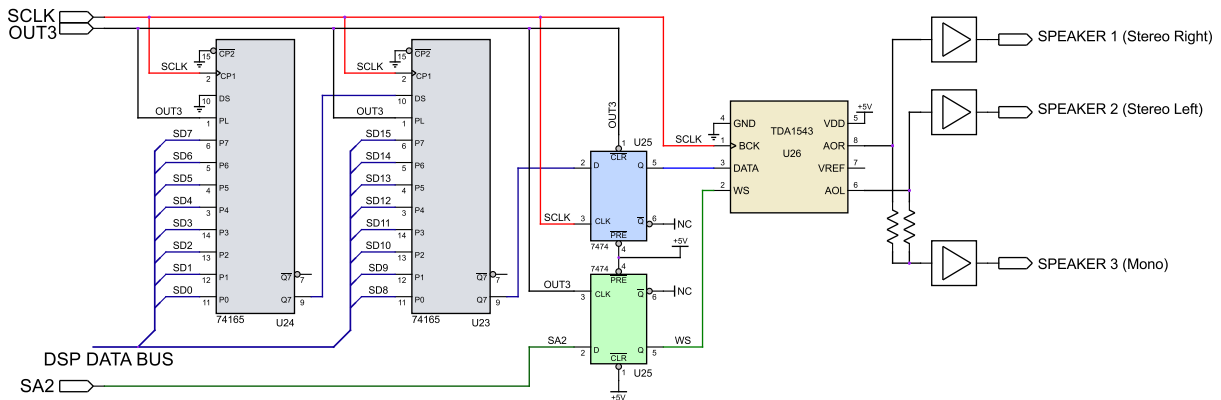 SCLK
OUT3
SPEAKER 1 (Stereo Right)
15 CP2
SCLK
2 CP1
10 DS
OUT3
1 PL
SD7
6 P7
SD6
5 P6
SD5
4 P5
SD4
3 P4
SD3
14 P3
SD2
13 P2
SD1
12 P1
Q7 7
SD0
11 P0
Q7 9
74165
U24
15 CP2
SCLK
2 CP1
10 DS
OUT3
1 PL
SD15
6 P7
SD14
5 P6
SD13
4 P5
SD12
3 P4
SD11
14 P3
SD10
13 P2
SD9
12 P1
Q7 7
SD8
11 P0
Q7 9
74165
U23
DSP DATA BUS
SA2
OUT3
1
U25
CLR
2 D
Q 5
SCLK
3 CLK
Q 6
NC
PRE
7474
4
+5V
7474
4
PRE
OUT3
3 CLK
Q 6
NC
SA2
2 D
Q 5
WS
CLR
1
U25
+5V
SCLK
4 GND
VDD 5
+5V
TDA1543
U26
1 BCK
AOR 8
3 DATA
VREF 7
2 WS
AOL 6
SPEAKER 2 (Stereo Left)
SPEAKER 3 (Mono)